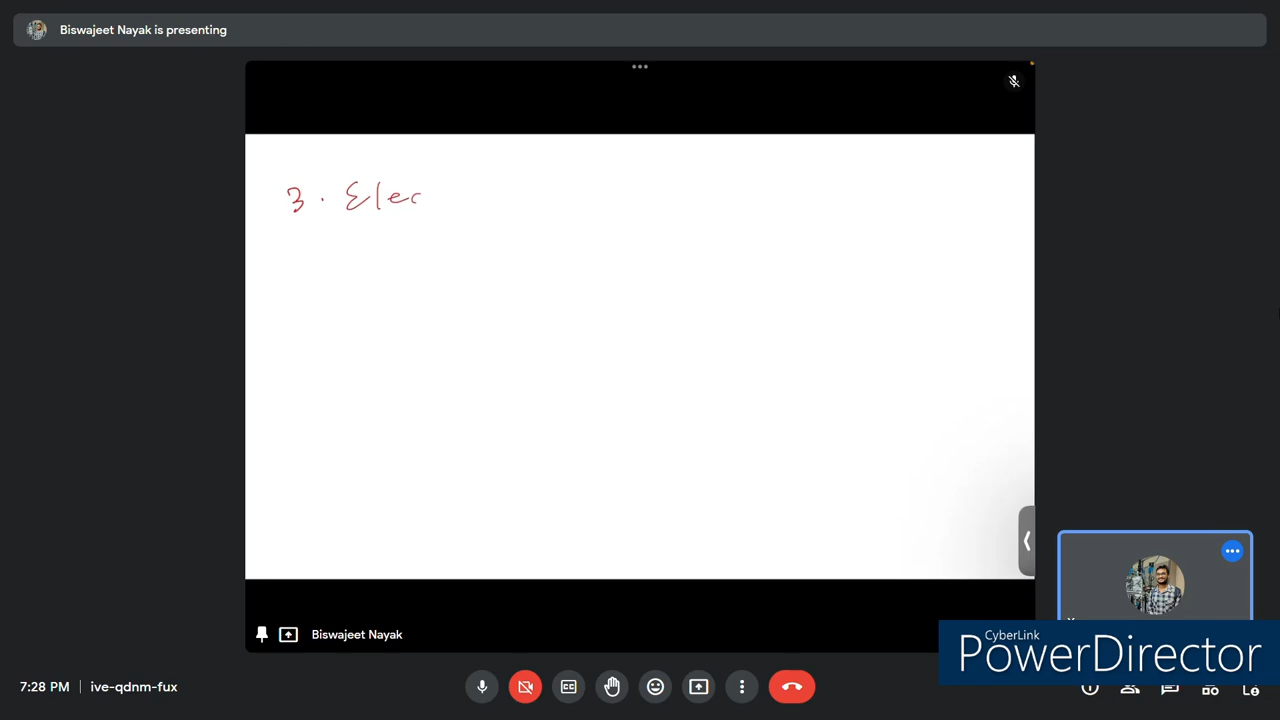 Biswajeet Nayak is presenting
3. Elec
Biswajeet Nayak
CyberLink
PowerDirector
7:28 PM | ive-qdnm-fux